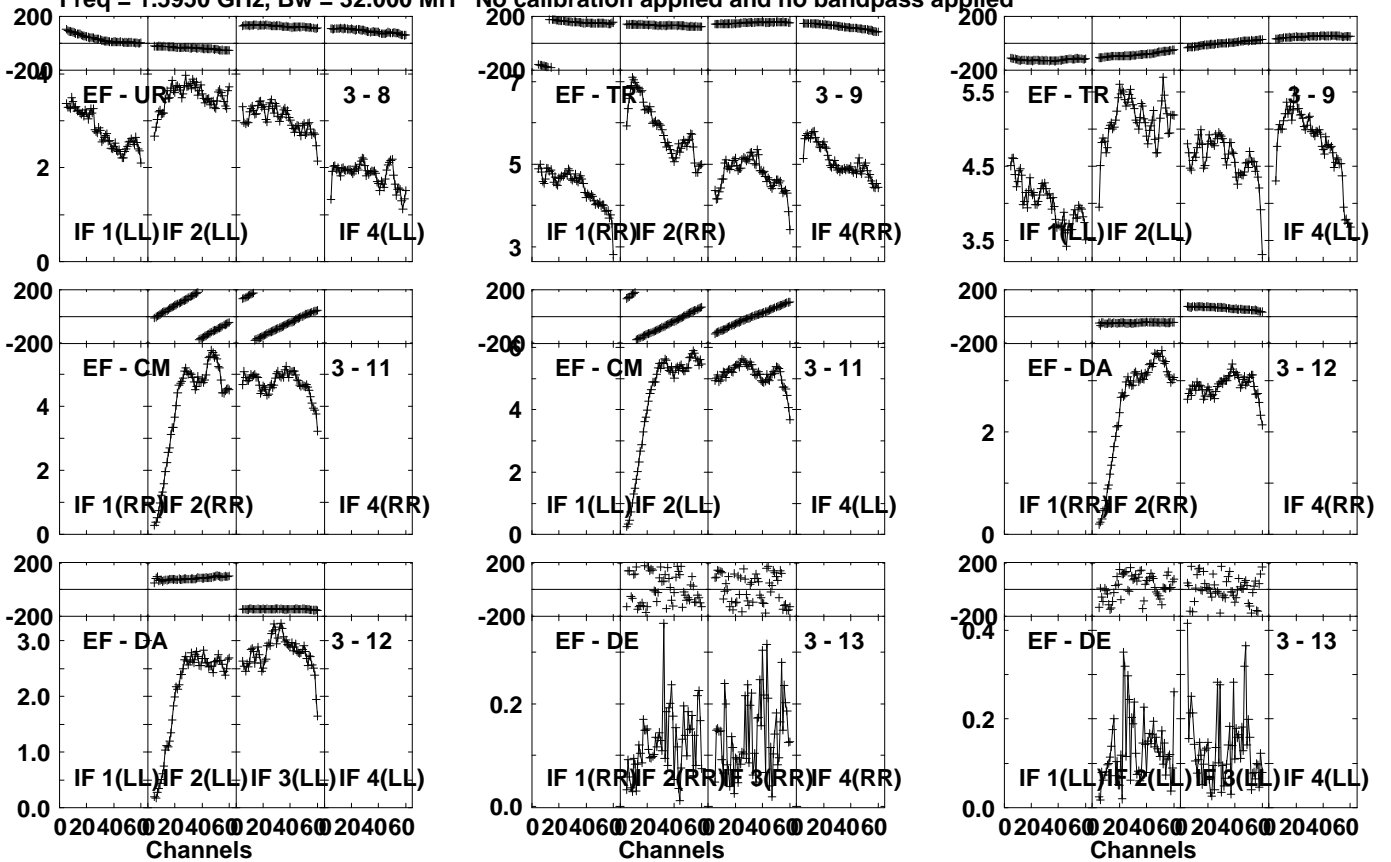 Freq = 1.5950 GHz, Bw = 32.000 MH No calibration applied and no bandpass applied
200 200 200
-200 -200 -200
4 EF - UR 3 - 8 7 EF - TR 3 - 9 5.5 EF - TR 3 - 9
2 5 4.5
IF 1(LL) IF 2(LL) IF 4(LL) IF 1(RR) IF 2(RR) IF 4(RR) IF 1(LL) IF 2(LL) IF 4(LL)
0 3 3.5
200 200 200
-200 -200 -200
EF - CM 3 - 11 6 EF - CM 3 - 11 EF - DA 3 - 12
4 4 2
2 2
IF 1(RR) IF 2(RR) IF 4(RR) IF 1(LL) IF 2(LL) IF 4(LL) IF 1(RR) IF 2(RR) IF 4(RR)
0 0 0
200 200 200
-200 -200 -200
3.0 EF - DA 3 - 12 EF - DE 3 - 13 0.4 EF - DE 3 - 13
2.0 0.2 0.2
1.0
IF 1(LL) IF 2(LL) IF 3(LL) IF 4(LL) IF 1(RR) IF 2(RR) IF 3(RR) IF 4(RR) IF 1(LL) IF 2(LL) IF 3(LL) IF 4(LL)
0.0 0.0 0.0
0 20 40 60 0 20 40 60 0 20 40 60 0 20 40 60 0 20 40 60 0 20 40 60 0 20 40 60 0 20 40 60 0 20 40 60 0 20 40 60 0 20 40 60 0 20 40 60
Channels Channels Channels